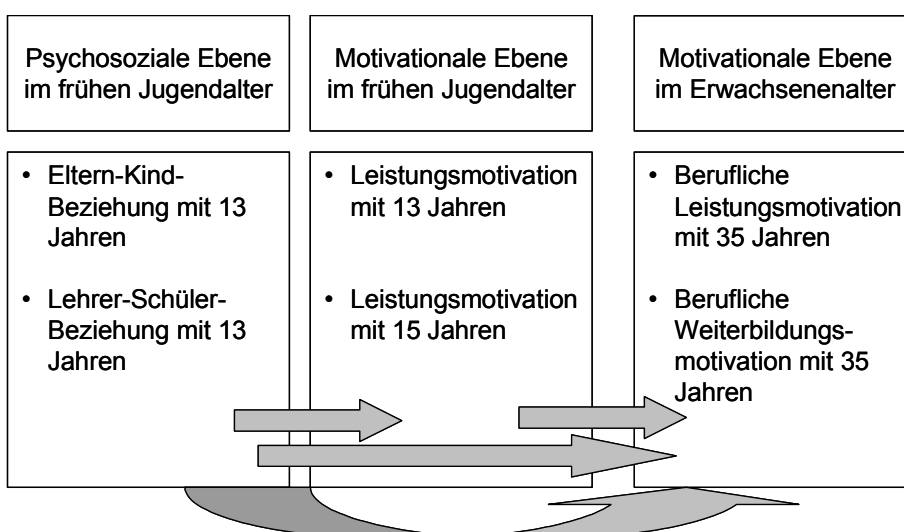 Psychosoziale Ebene
im frühen Jugendalter
Motivationale Ebene
im frühen Jugendalter
Motivationale Ebene
im Erwachsenenalter
• Eltern-Kind-
Beziehung mit 13
Jahren
• Lehrer-Schüler-
Beziehung mit 13
Jahren
• Leistungsmotivation
mit 13 Jahren
• Leistungsmotivation
mit 15 Jahren
• Berufliche
Leistungsmotivation
mit 35 Jahren
• Berufliche
Weiterbildungs-
motivation mit 35
Jahren